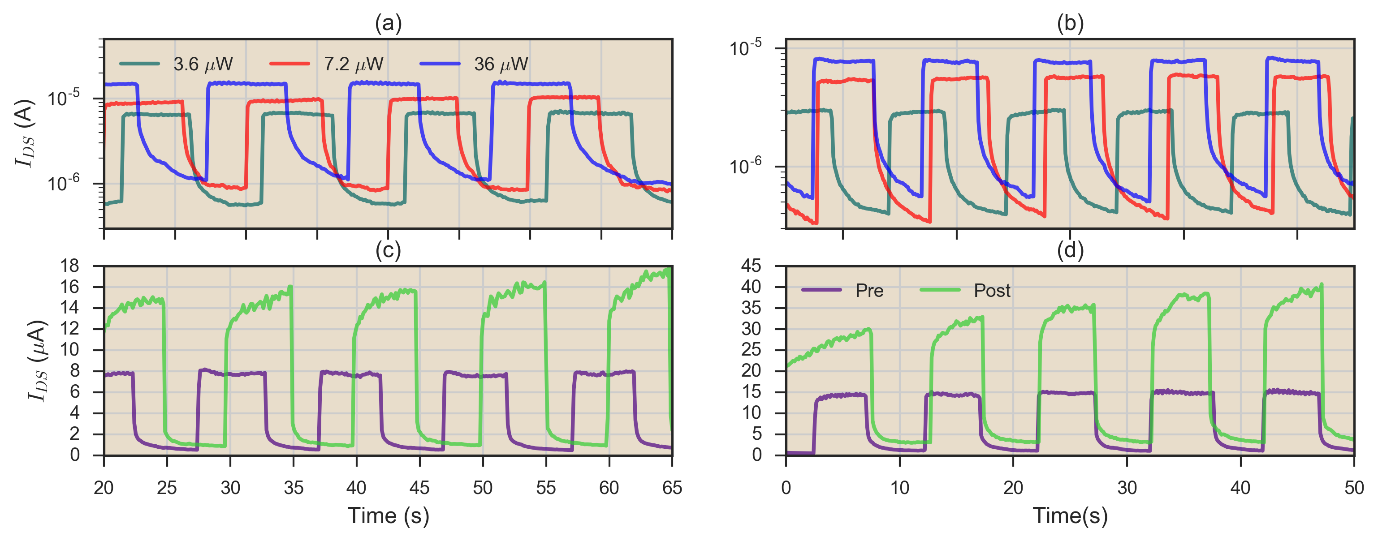 (a)
(b)
3.6 μW 7.2 μW 36 μW
10⁻⁵
10⁻⁶
I_DS (A)
10⁻⁵
10⁻⁶
(c)
(d)
18
16
14
12
10
8
6
4
2
0
I_DS (μA)
20 25 30 35 40 45 50 55 60 65
Time (s)
Pre Post
45
40
35
30
25
20
15
10
5
0
0 10 20 30 40 50
Time(s)